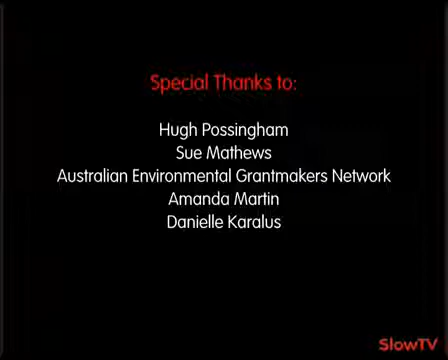 Special Thanks to:
Hugh Possingham
Sue Mathews
Australian Environmental Grantmakers Network
Amanda Martin
Danielle Karalus
SlowTV